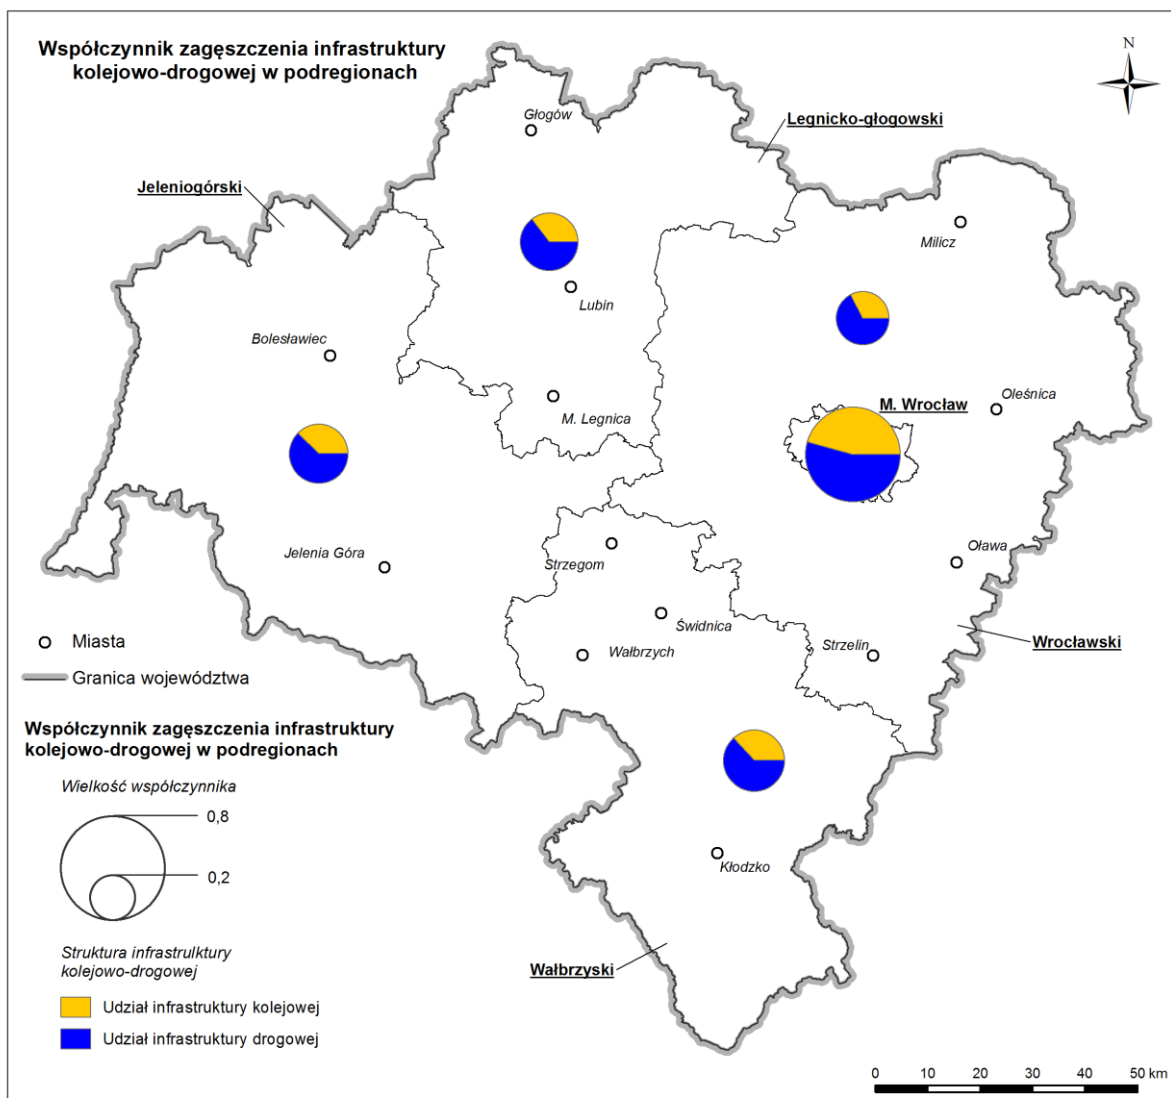 Współczynnik zagęszczenia infrastruktury
kolejowo-drogowej w podregionach
N
Głogów
Legnicko-głogowski
Jeleniogórski
Milicz
Lubin
Bolesławiec
M. Wrocław
Oleśnica
M. Legnica
Jelenia Góra
Strzegom
Oława
Świdnica
Wałbrzych
Strzelin
Wrocławski
Kłodzko
Wałbrzyski
Miasta
Granica województwa
Współczynnik zagęszczenia infrastruktury
kolejowo-drogowej w podregionach
Wielkość współczynnika
0,8
0,2
Struktura infrastrulktury
kolejowo-drogowej
Udział infrastruktury kolejowej
Udział infrastruktury drogowej
0 10 20 30 40 50 km